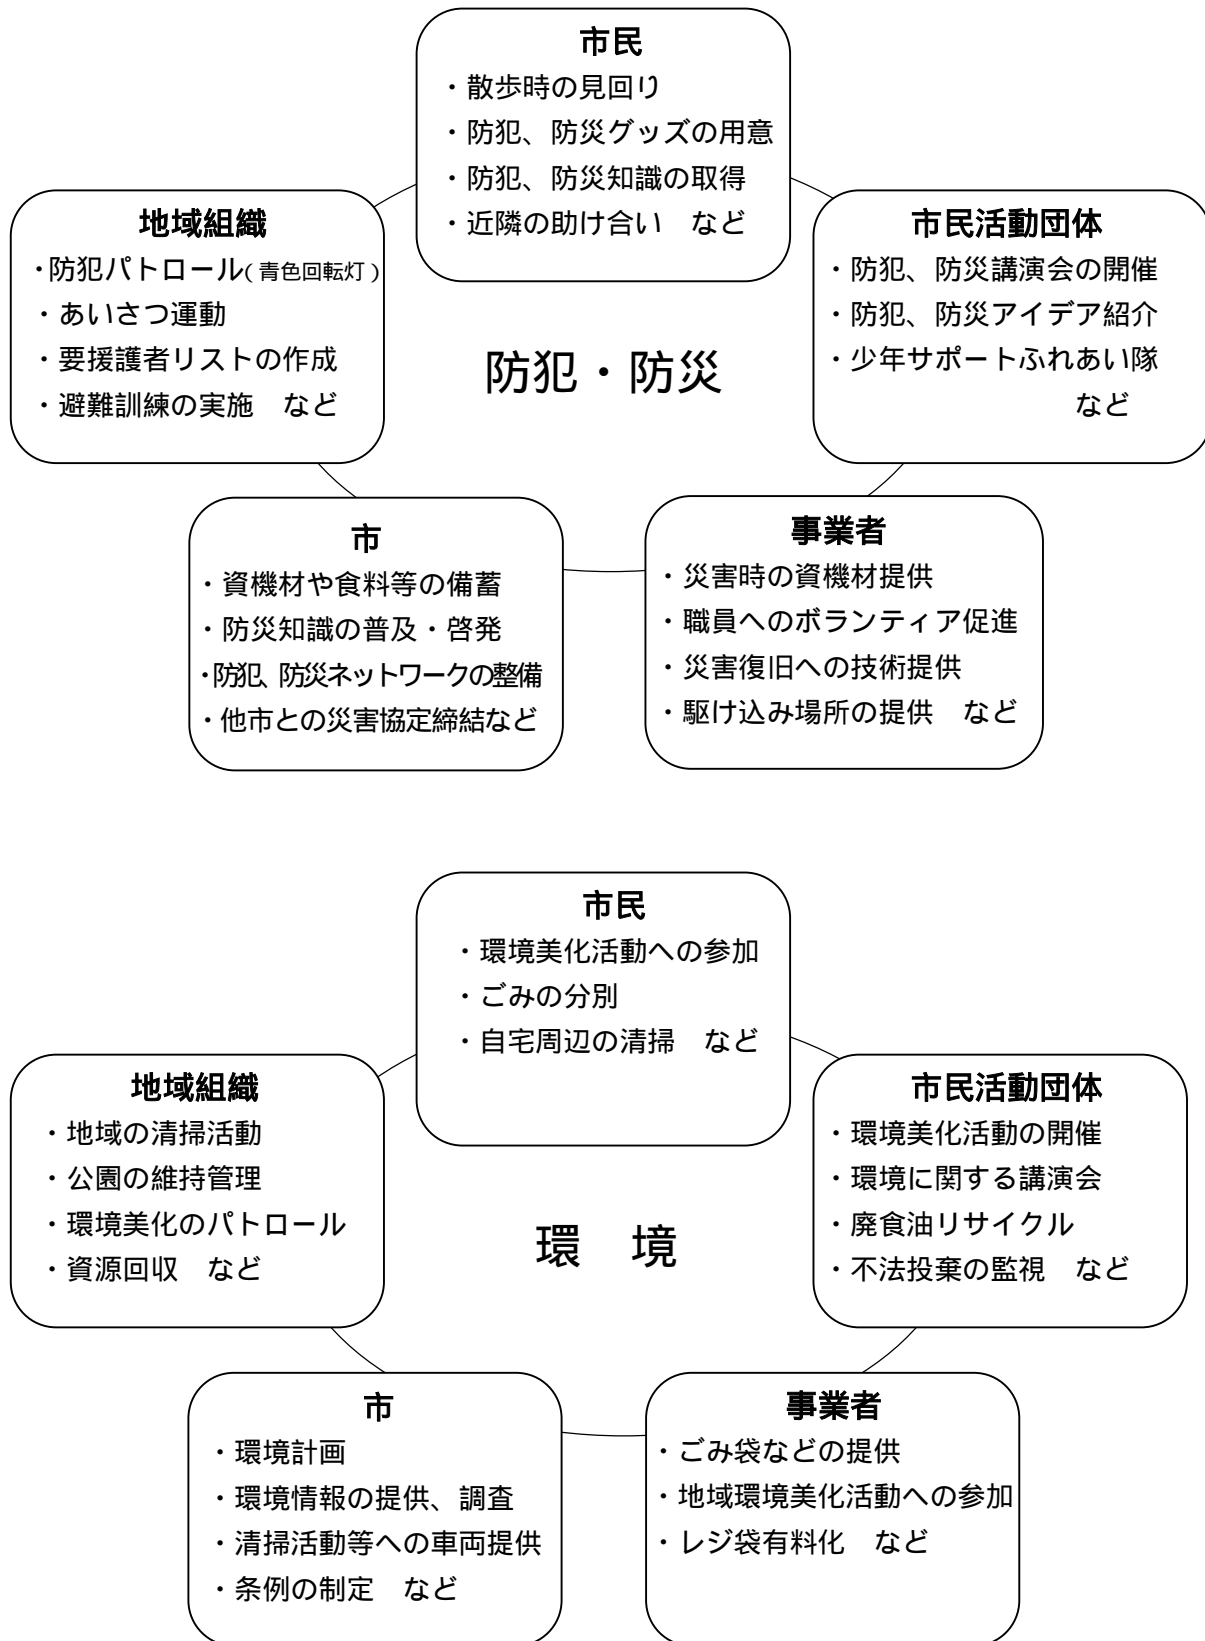 市民
・散歩時の見回り
・防犯、防災グッズの用意
・防犯、防災知識の取得
・近隣の助け合い　など
地域組織
・防犯パトロール(青色回転灯)
・あいさつ運動
・要援護者リストの作成
・避難訓練の実施　など
防犯・防災
市民活動団体
・防犯、防災講演会の開催
・防犯、防災アイデア紹介
・少年サポートふれあい隊
など
市
・資機材や食料等の備蓄
・防災知識の普及・啓発
・防犯、防災ネットワークの整備
・他市との災害協定締結など
事業者
・災害時の資機材提供
・職員へのボランティア促進
・災害復旧への技術提供
・駆け込み場所の提供　など
市民
・環境美化活動への参加
・ごみの分別
・自宅周辺の清掃　など
地域組織
・地域の清掃活動
・公園の維持管理
・環境美化のパトロール
・資源回収　など
環　境
市民活動団体
・環境美化活動の開催
・環境に関する講演会
・廃食油リサイクル
・不法投棄の監視　など
市
・環境計画
・環境情報の提供、調査
・清掃活動等への車両提供
・条例の制定　など
事業者
・ごみ袋などの提供
・地域環境美化活動への参加
・レジ袋有料化　など